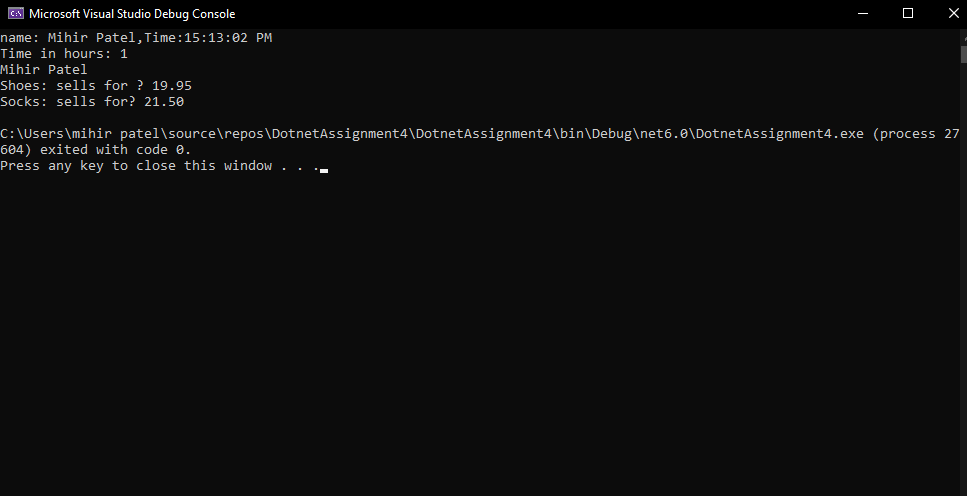 Microsoft Visual Studio Debug Console
name: Mihir Patel,Time:15:13:02 PM
Time in hours: 1
Mihir Patel
Shoes: sells for ? 19.95
Socks: sells for? 21.50
C:\Users\mihir patel\source\repos\DotnetAssignment4\DotnetAssignment4\bin\Debug\net6.0\DotnetAssignment4.exe (process 27
604) exited with code 0.
Press any key to close this window . . .